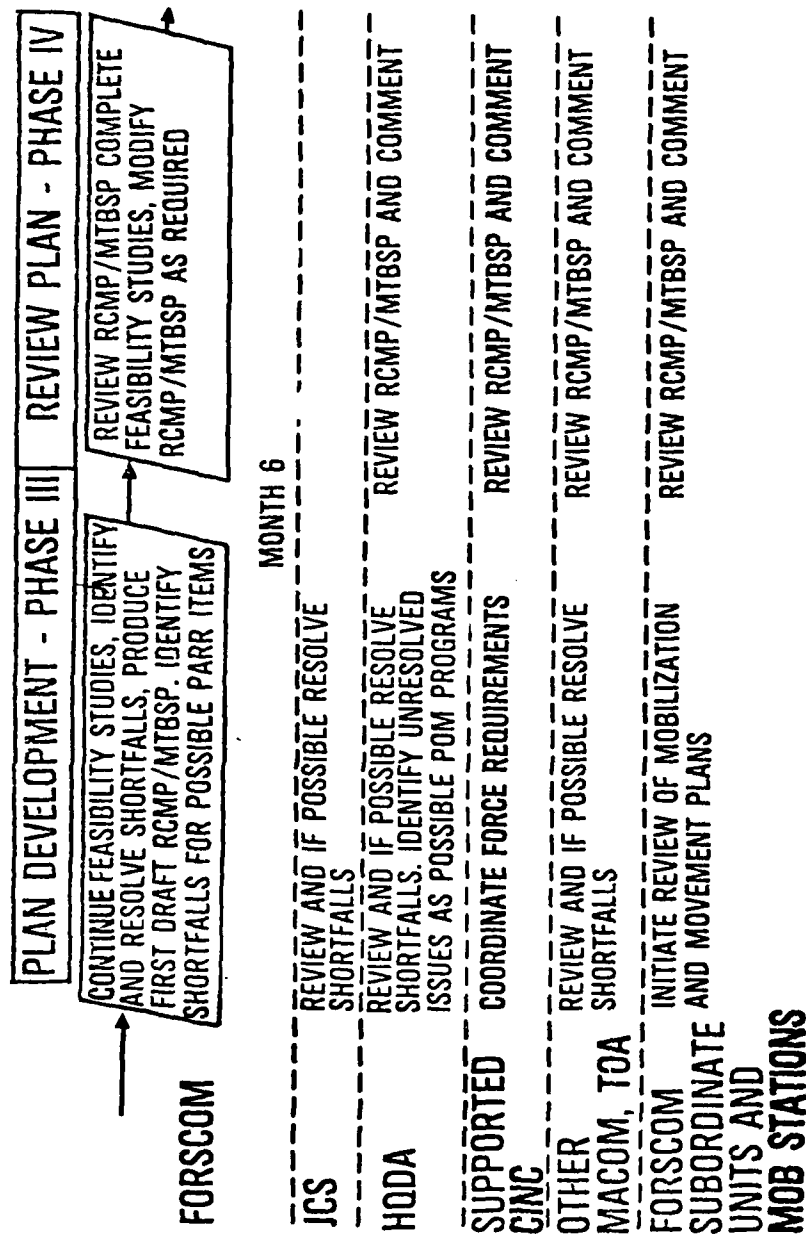 PLAN DEVELOPMENT - PHASE III
REVIEW PLAN - PHASE IV
FORSCOM
CONTINUE FEASIBILITY STUDIES, IDENTIFY
AND RESOLVE SHORTFALLS, PRODUCE
FIRST DRAFT RCMP/MTBSP. IDENTIFY
SHORTFALLS FOR POSSIBLE PARR ITEMS
REVIEW RCMP/MTBSP COMPLETE
FEASIBILITY STUDIES, MODIFY
RCMP/MTBSP AS REQUIRED
MONTH 6
JCS
REVIEW AND IF POSSIBLE RESOLVE
SHORTFALLS
HQDA
REVIEW AND IF POSSIBLE RESOLVE
SHORTFALLS. IDENTIFY UNRESOLVED
ISSUES AS POSSIBLE POM PROGRAMS
REVIEW RCMP/MTBSP AND COMMENT
SUPPORTED
CINC
COORDINATE FORCE REQUIREMENTS
REVIEW RCMP/MTBSP AND COMMENT
OTHER
MACOM, TOA
REVIEW AND IF POSSIBLE RESOLVE
SHORTFALLS
REVIEW RCMP/MTBSP AND COMMENT
FORSCOM
SUBORDINATE
UNITS AND
MOB STATIONS
INITIATE REVIEW OF MOBILIZATION
AND MOVEMENT PLANS
REVIEW RCMP/MTBSP AND COMMENT